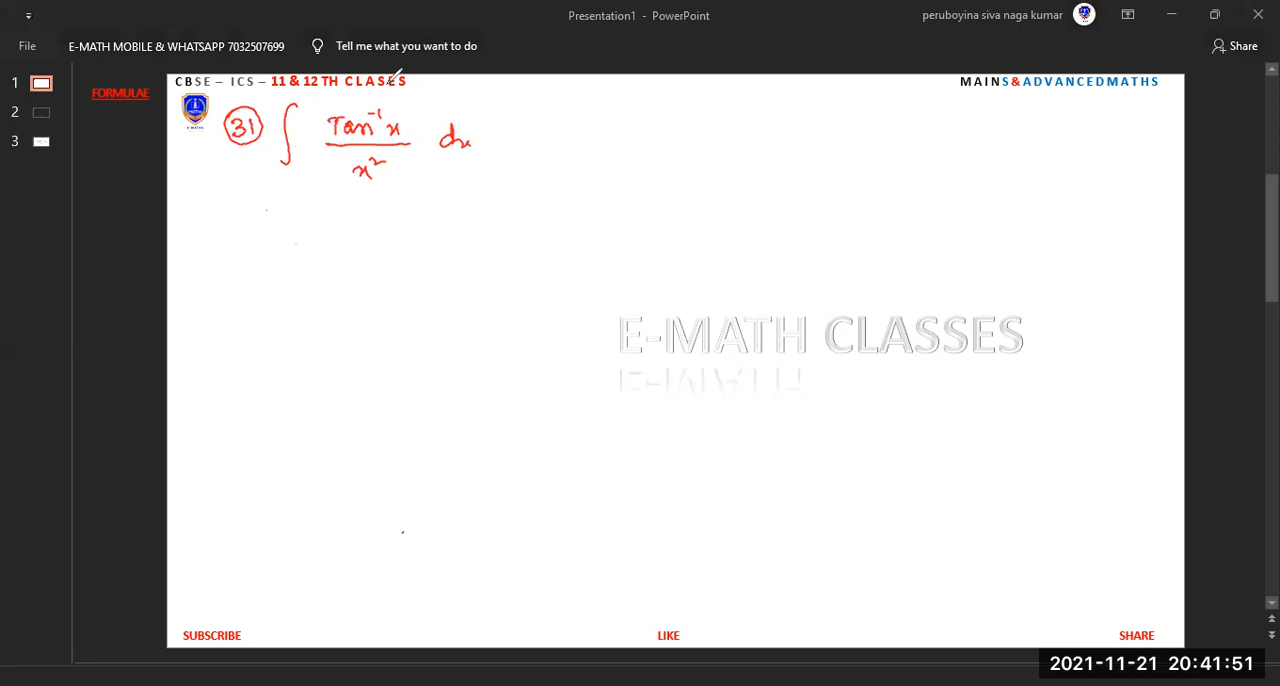 Presentation1 - PowerPoint
peruboyina siva naga kumar
File
E-MATH MOBILE & WHATSAPP 7032507699
Tell me what you want to do
Share
1
2
3
FORMULAE
CBSE – ICS – 11 & 12 TH CLASSES
MAINS&ADVANCEDMATHS
E-MATHS
31 ∫ Tan⁻¹x / x² dx
E-MATH CLASSES
SUBSCRIBE
LIKE
SHARE
2021-11-21 20:41:51